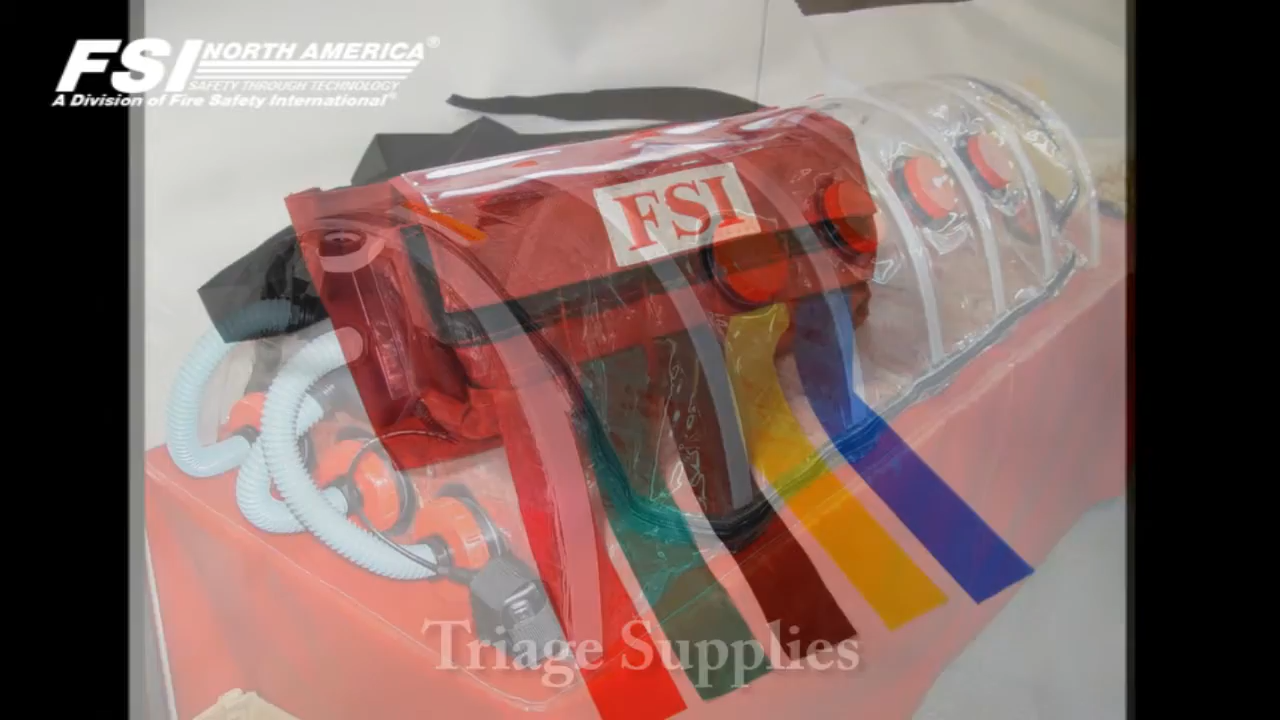 FSI NORTH AMERICA®
SAFETY THROUGH TECHNOLOGY
A Division of Fire Safety International®
FSI
Triage Supplies